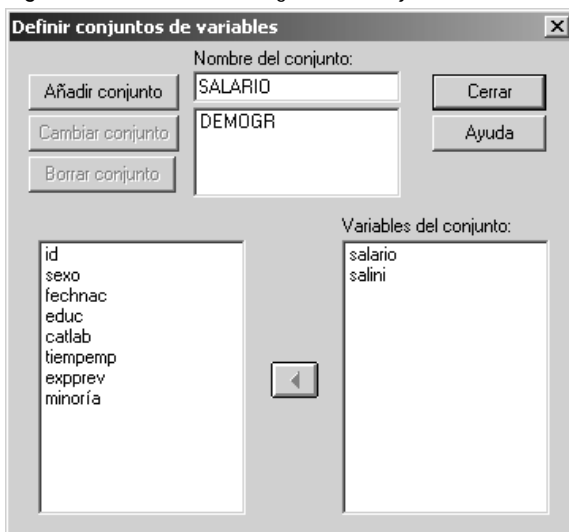 Definir conjuntos de variables
Nombre del conjunto:
Añadir conjunto
SALARIO
Cerrar
Cambiar conjunto
DEMOGR
Ayuda
Borrar conjunto
Variables del conjunto:
id
sexo
fechnac
educ
catlab
tiempemp
expprev
minoría
salario
salini